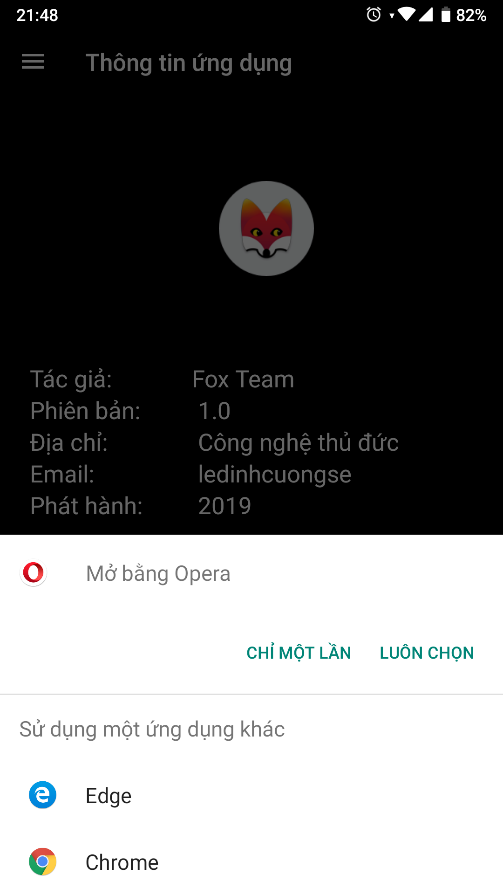 21:48 82%
Thông tin ứng dụng
Tác giả: Fox Team
Phiên bản: 1.0
Địa chỉ: Công nghệ thủ đức
Email: ledinhcuongse
Phát hành: 2019
Mở bằng Opera
CHỈ MỘT LẦN LUÔN CHỌN
Sử dụng một ứng dụng khác
Edge
Chrome